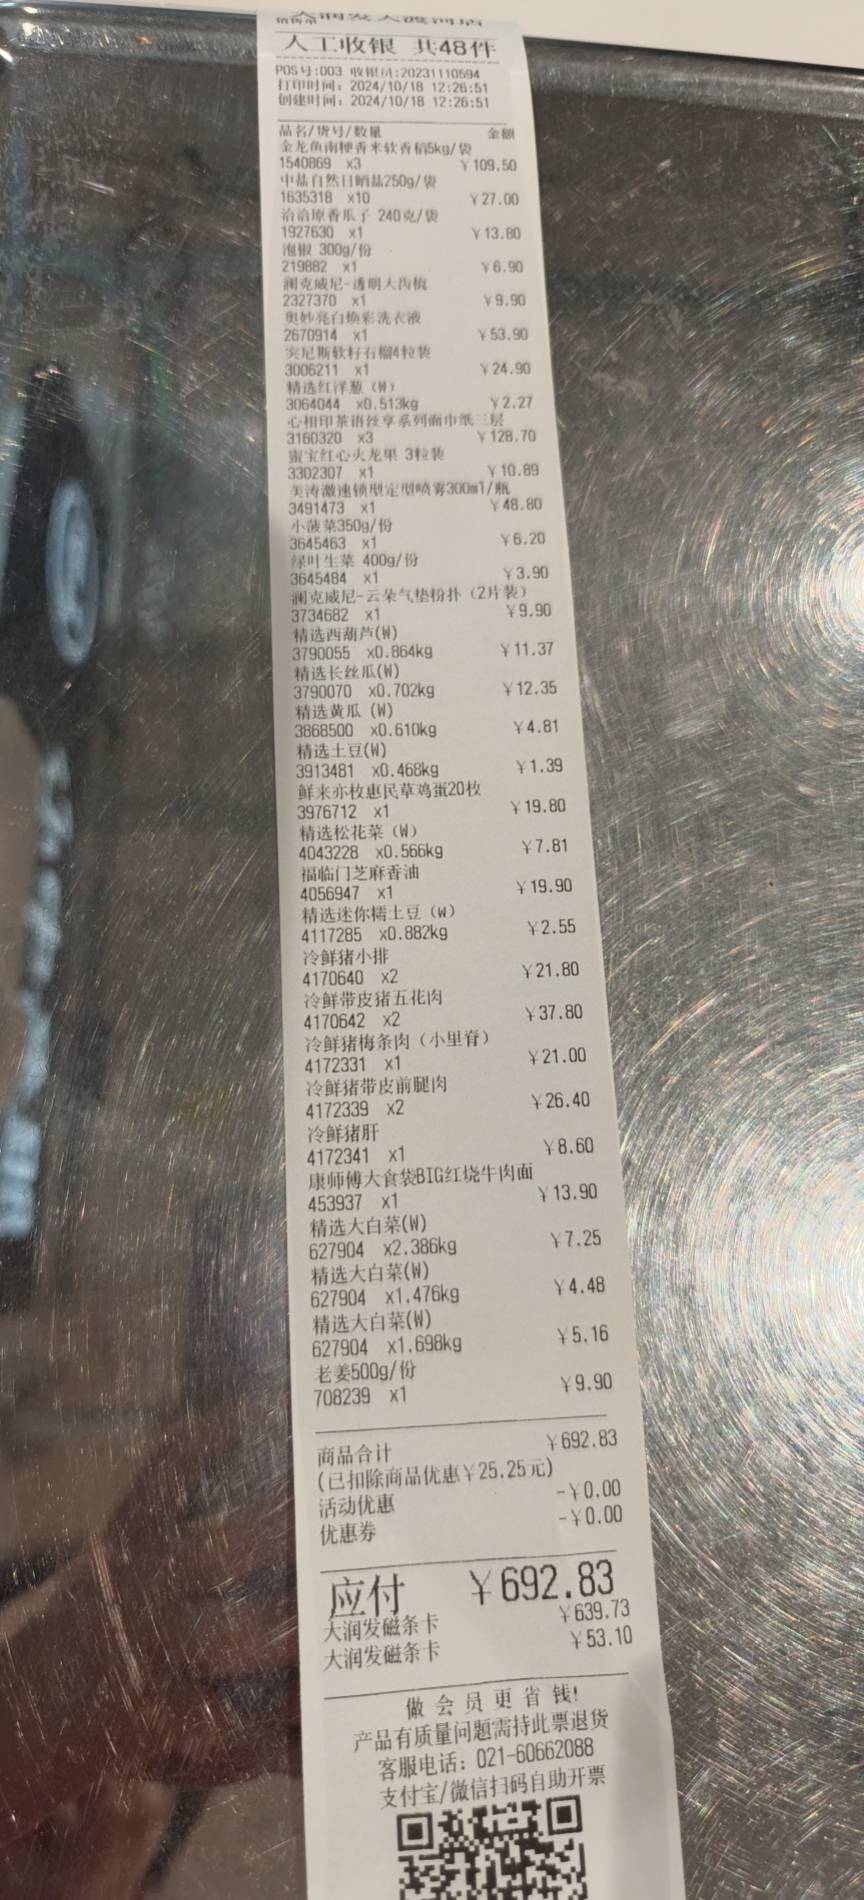 人工收银 共48件
POS号:003 收银员:20231110594
打印时间: 2024/10/18 12:26:51
创建时间: 2024/10/18 12:26:51
品名/货号/数量 金额
金龙鱼南粳香米软香稻5kg/袋
1540869 x3 ￥109.50
中盐自然日晒盐250g/袋
1635318 x10 ￥27.00
洽洽原香瓜子 240克/袋
1927630 x1 ￥13.80
泡椒 300g/份
219882 x1 ￥6.90
澜克威尼-透明大齿梳
2327370 x1 ￥9.90
奥妙亮白焕彩洗衣液
2670914 x1 ￥53.90
突尼斯软籽石榴4粒装
3006211 x1 ￥24.90
精选红洋葱（W）
3064044 x0.513kg ￥2.27
心相印茶语丝享系列面巾纸三层
3160320 x3 ￥128.70
蜜宝红心火龙果 3粒装
3302307 x1 ￥10.89
美涛激速锁型定型喷雾300ml/瓶
3491473 x1 ￥48.80
小菠菜350g/份
3645463 x1 ￥6.20
绿叶生菜 400g/份
3645484 x1 ￥3.90
澜克威尼-云朵气垫粉扑（2片装）
3734682 x1 ￥9.90
精选西葫芦(W)
3790055 x0.864kg ￥11.37
精选长丝瓜(W)
3790070 x0.702kg ￥12.35
精选黄瓜（W）
3868500 x0.610kg ￥4.81
精选土豆(W)
3913481 x0.468kg ￥1.39
鲜来亦枚惠民草鸡蛋20枚
3976712 x1 ￥19.80
精选松花菜（W）
4043228 x0.566kg ￥7.81
福临门芝麻香油
4056947 x1 ￥19.90
精选迷你糯土豆（w）
4117285 x0.882kg ￥2.55
冷鲜猪小排
4170640 x2 ￥21.80
冷鲜带皮猪五花肉
4170642 x2 ￥37.80
冷鲜猪梅条肉（小里脊）
4172331 x1 ￥21.00
冷鲜猪带皮前腿肉
4172339 x2 ￥26.40
冷鲜猪肝
4172341 x1 ￥8.60
康师傅大食袋BIG红烧牛肉面
453937 x1 ￥13.90
精选大白菜(W)
627904 x2.386kg ￥7.25
精选大白菜(W)
627904 x1.476kg ￥4.48
精选大白菜(W)
627904 x1.698kg ￥5.16
老姜500g/份
708239 x1 ￥9.90
商品合计 ￥692.83
(已扣除商品优惠￥25.25元)
活动优惠 -￥0.00
优惠券 -￥0.00
应付 ￥692.83
大润发磁条卡 ￥639.73
大润发磁条卡 ￥53.10
做会员更省钱!
产品有质量问题需持此票退货
客服电话: 021-60662088
支付宝/微信扫码自助开票